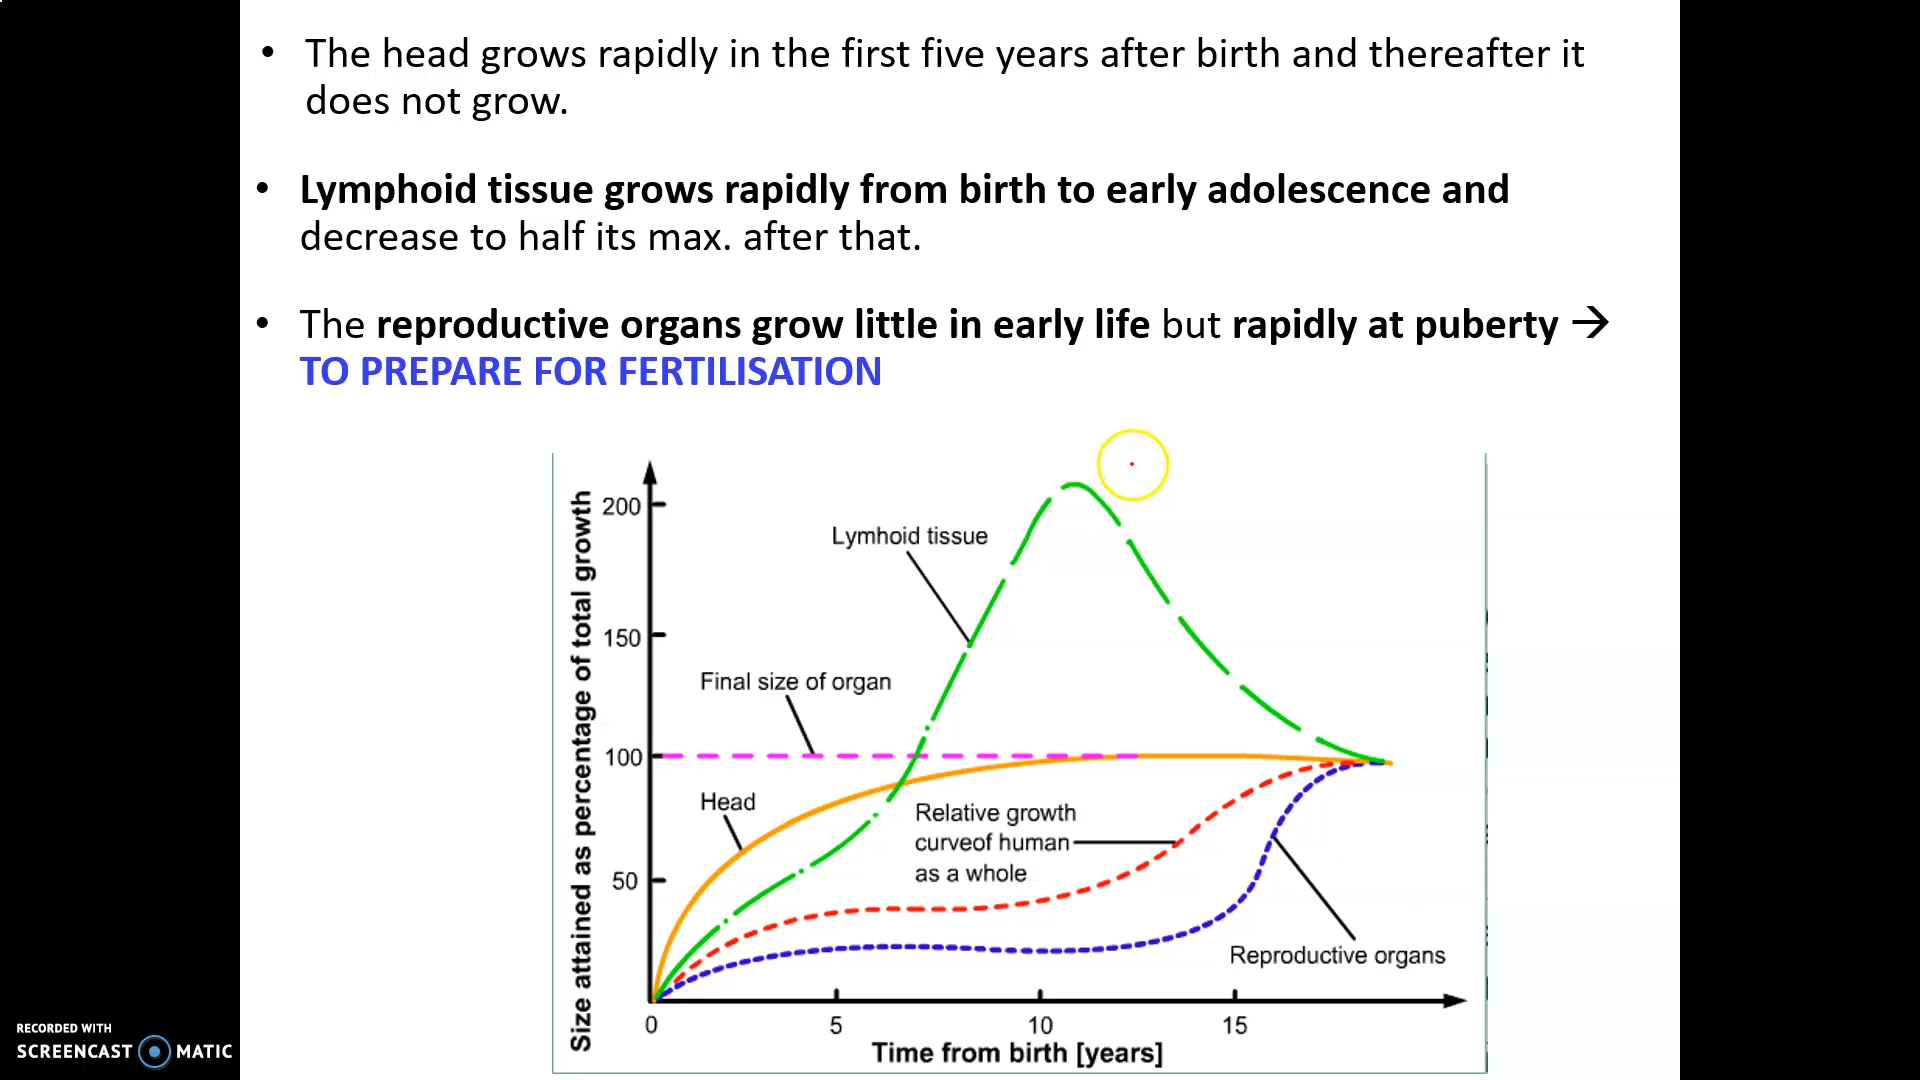 • The head grows rapidly in the first five years after birth and thereafter it
does not grow.
• Lymphoid tissue grows rapidly from birth to early adolescence and
decrease to half its max. after that.
• The reproductive organs grow little in early life but rapidly at puberty →
TO PREPARE FOR FERTILISATION
Size attained as percentage of total growth
200
150
100
50
Lymhoid tissue
Final size of organ
Head
Relative growth
curveof human
as a whole
Reproductive organs
0 5 10 15
Time from birth [years]
RECORDED WITH
SCREENCAST MATIC